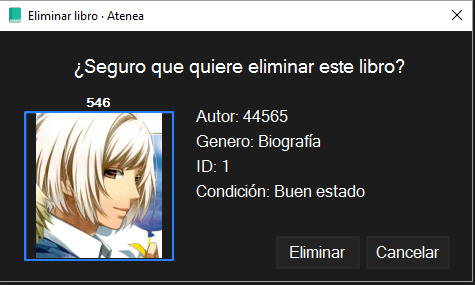 Eliminar libro · Atenea
¿Seguro que quiere eliminar este libro?
546
Autor: 44565
Genero: Biografía
ID: 1
Condición: Buen estado
Eliminar
Cancelar